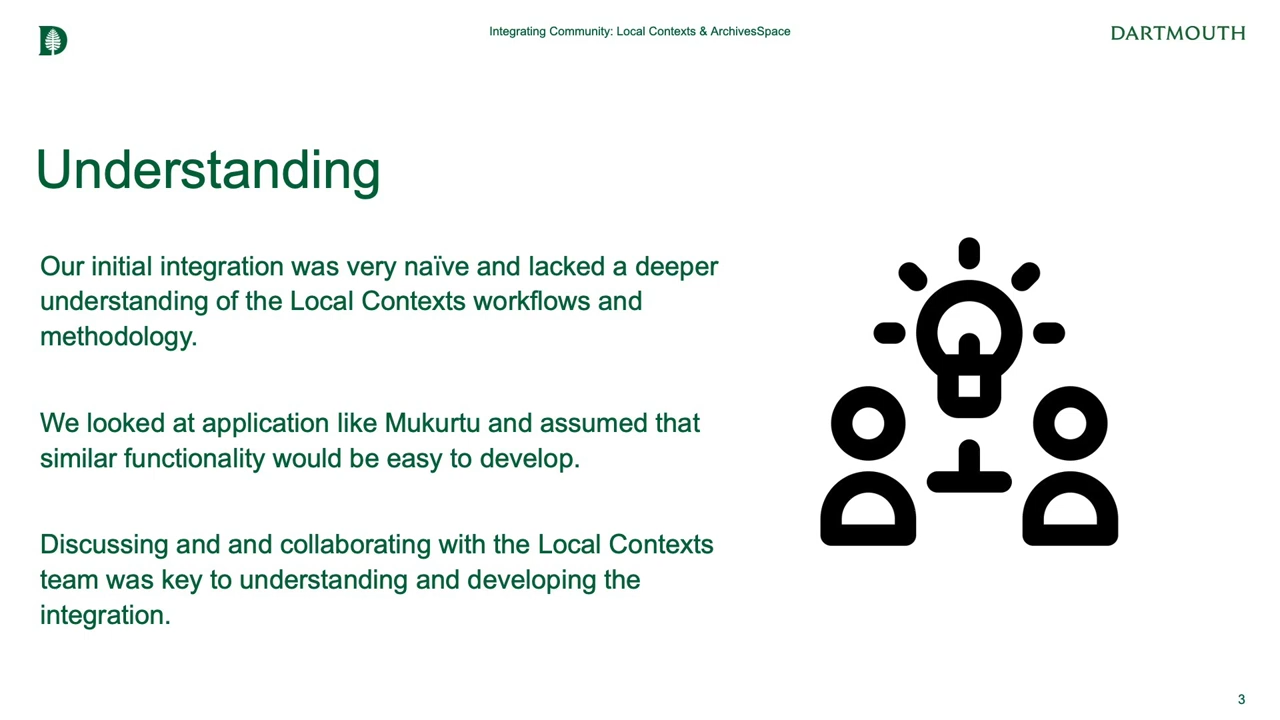 D
Integrating Community: Local Contexts & ArchivesSpace
DARTMOUTH
Understanding
Our initial integration was very naïve and lacked a deeper
understanding of the Local Contexts workflows and
methodology.
We looked at application like Mukurtu and assumed that
similar functionality would be easy to develop.
Discussing and and collaborating with the Local Contexts
team was key to understanding and developing the
integration.
3